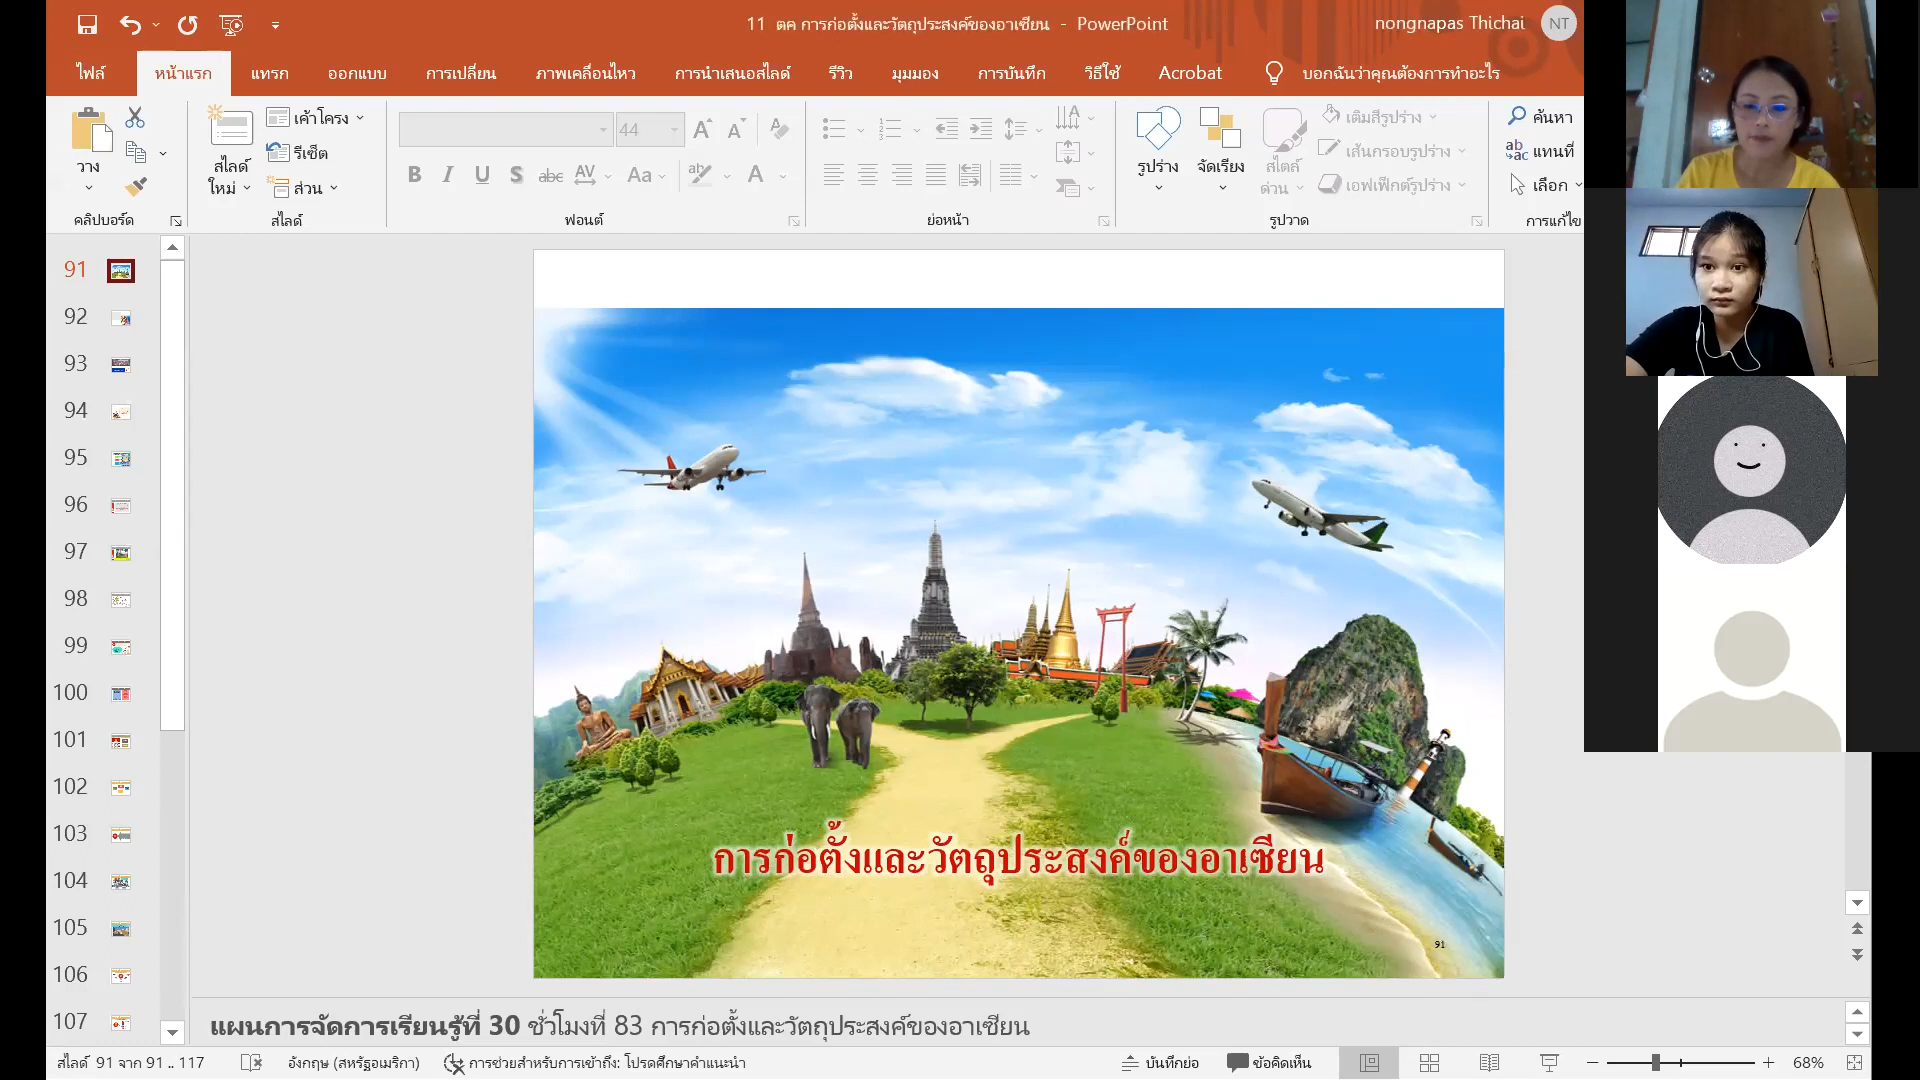 11 ตค การก่อตั้งและวัตถุประสงค์ของอาเซียน - PowerPoint
nongnapas Thichai NT
ไฟล์ หน้าแรก แทรก ออกแบบ การเปลี่ยน ภาพเคลื่อนไหว การนำเสนอสไลด์ รีวิว มุมมอง การบันทึก วิธีใช้ Acrobat บอกฉันว่าคุณต้องการทำอะไร
วาง
คลิปบอร์ด
สไลด์
ใหม่
เค้าโครง
รีเซ็ต
ส่วน
สไลด์
44
B I U S abc AV Aa A
ฟอนต์
ย่อหน้า
รูปร่าง
จัดเรียง
สไตล์
ด่วน
เติมสีรูปร่าง
เส้นกรอบรูปร่าง
เอฟเฟ็กต์รูปร่าง
รูปวาด
ค้นหา
แทนที่
เลือก
การแก้ไข
91
92
93
94
95
96
97
98
99
100
101
102
103
104
105
106
107
การก่อตั้งและวัตถุประสงค์ของอาเซียน
91
แผนการจัดการเรียนรู้ที่ 30 ชั่วโมงที่ 83 การก่อตั้งและวัตถุประสงค์ของอาเซียน
สไลด์ 91 จาก 91 .. 117 อังกฤษ (สหรัฐอเมริกา) การช่วยสำหรับการเข้าถึง: โปรดศึกษาคำแนะนำ บันทึกย่อ ข้อคิดเห็น 68%